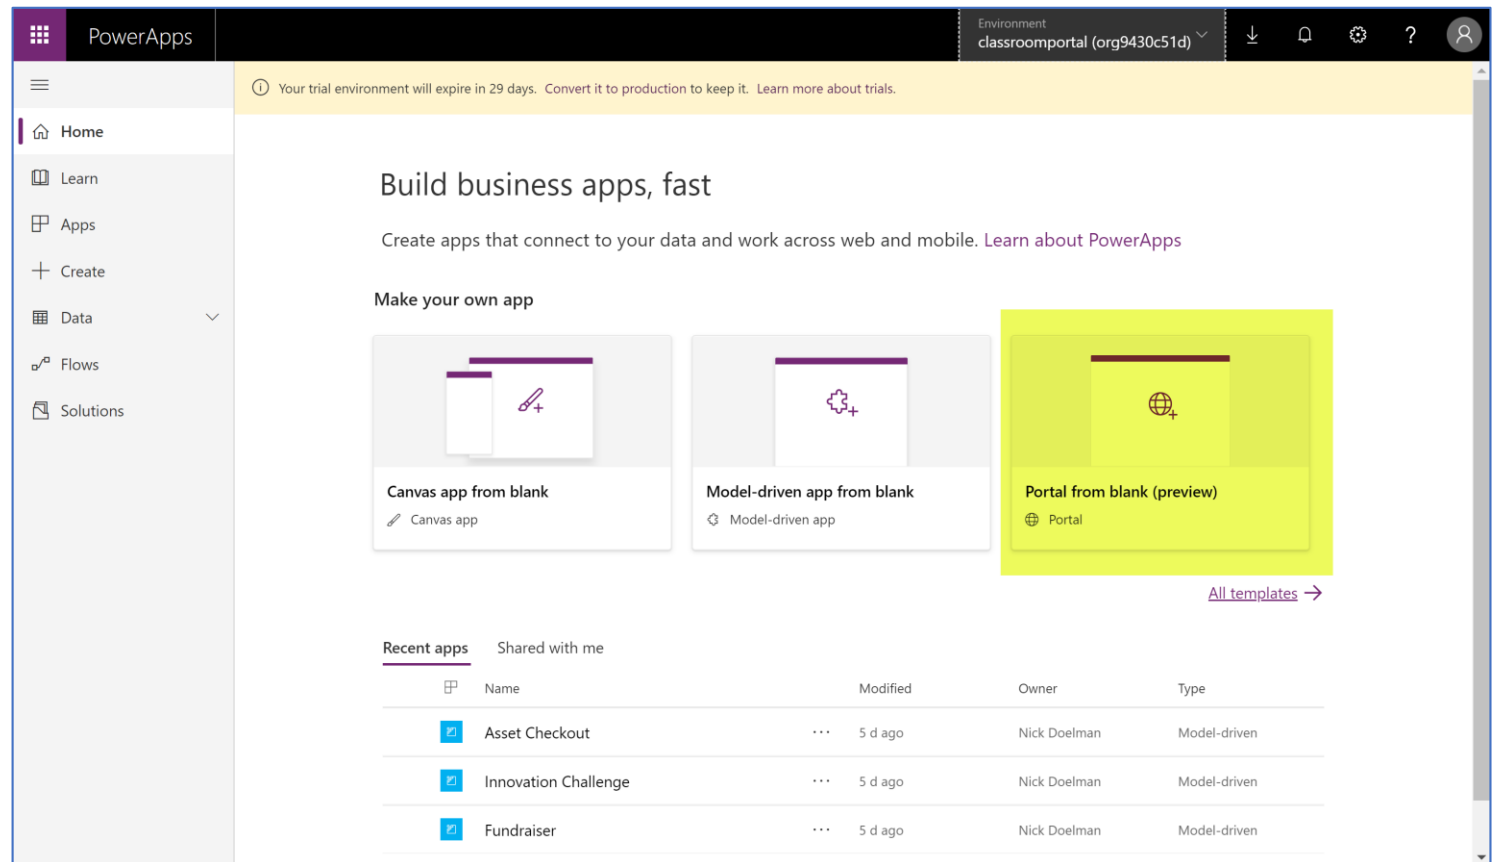 PowerApps
Environment
classroomportal (org9430c51d)
?
Your trial environment will expire in 29 days. Convert it to production to keep it. Learn more about trials.
Home
Learn
Apps
Create
Data
Flows
Solutions
Build business apps, fast
Create apps that connect to your data and work across web and mobile. Learn about PowerApps
Make your own app
Canvas app from blank
Canvas app
Model-driven app from blank
Model-driven app
Portal from blank (preview)
Portal
All templates →
Recent apps Shared with me
Name Modified Owner Type
Asset Checkout ··· 5 d ago Nick Doelman Model-driven
Innovation Challenge ··· 5 d ago Nick Doelman Model-driven
Fundraiser ··· 5 d ago Nick Doelman Model-driven